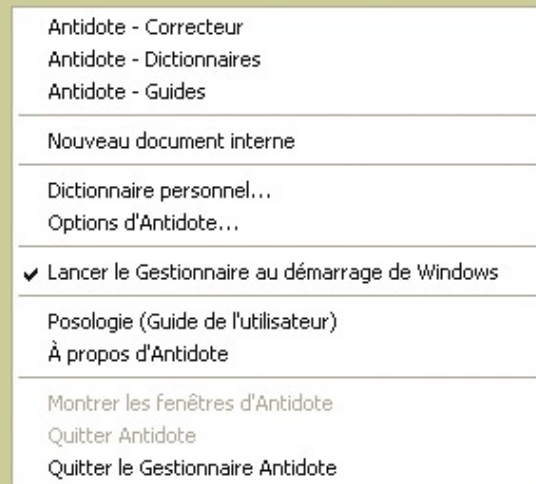 Antidote - Correcteur
Antidote - Dictionnaires
Antidote - Guides
Nouveau document interne
Dictionnaire personnel...
Options d'Antidote...
Lancer le Gestionnaire au démarrage de Windows
Posologie (Guide de l'utilisateur)
À propos d'Antidote
Montrer les fenêtres d'Antidote
Quitter Antidote
Quitter le Gestionnaire Antidote